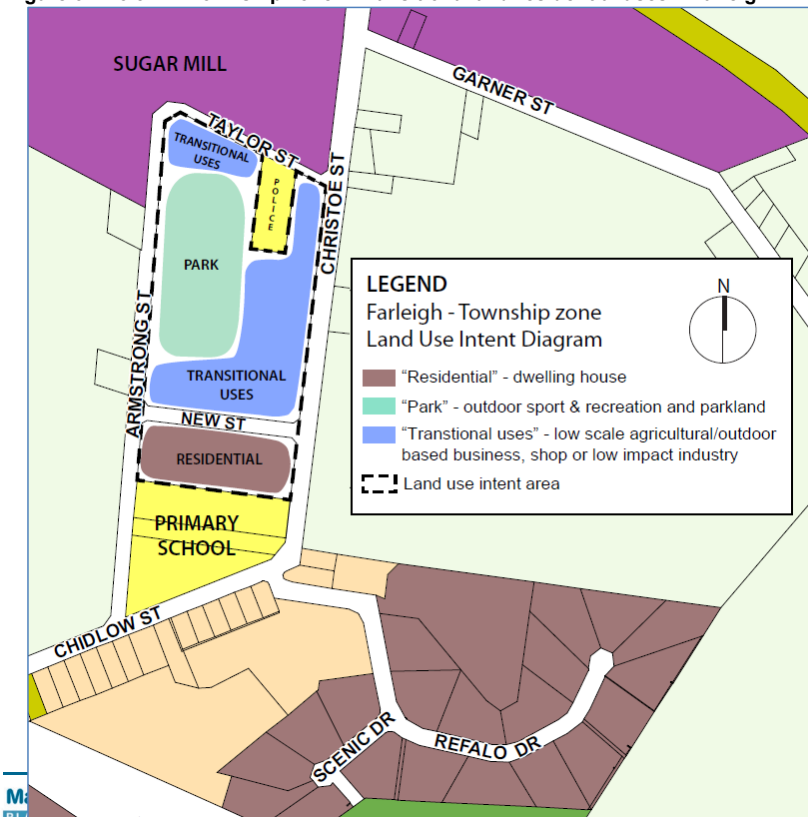 SUGAR MILL
GARNER ST
TAYLOR ST
TRANSITIONAL
USES
POLICE
CHRISTOE ST
PARK
ARMSTRONG ST
TRANSITIONAL
USES
NEW ST
RESIDENTIAL
PRIMARY
SCHOOL
LEGEND
Farleigh - Township zone
Land Use Intent Diagram
N
"Residential" - dwelling house
"Park" - outdoor sport & recreation and parkland
"Transtional uses" - low scale agricultural/outdoor
based business, shop or low impact industry
Land use intent area
CHIDLOW ST
SCENIC DR
REFALO DR